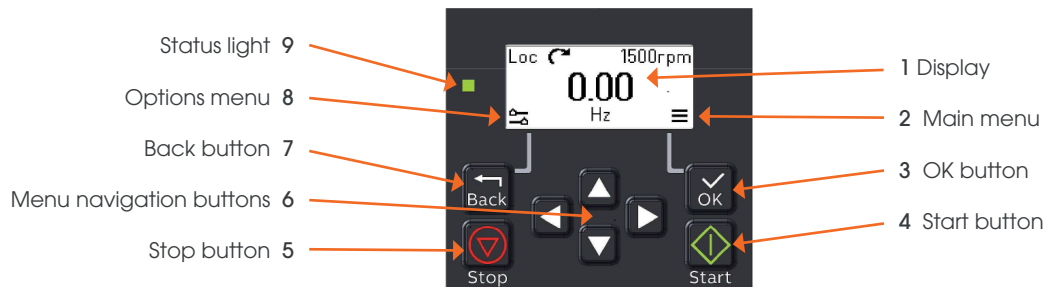 Status light 9
Options menu 8
Back button 7
Menu navigation buttons 6
Stop button 5
Loc 1500rpm
0.00
Hz
Back
OK
Stop
Start
1 Display
2 Main menu
3 OK button
4 Start button